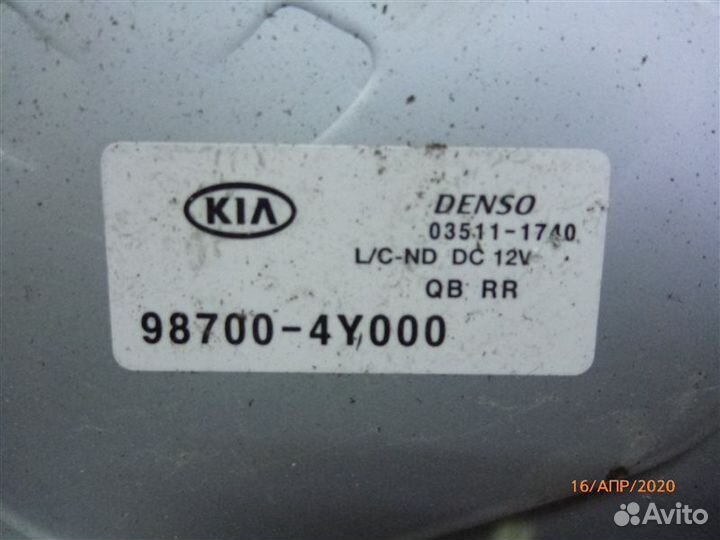 KIA
DENSO
03511-1740
L/C-ND DC 12V
QB RR
98700-4Y000
16/АПР/2020
Avito